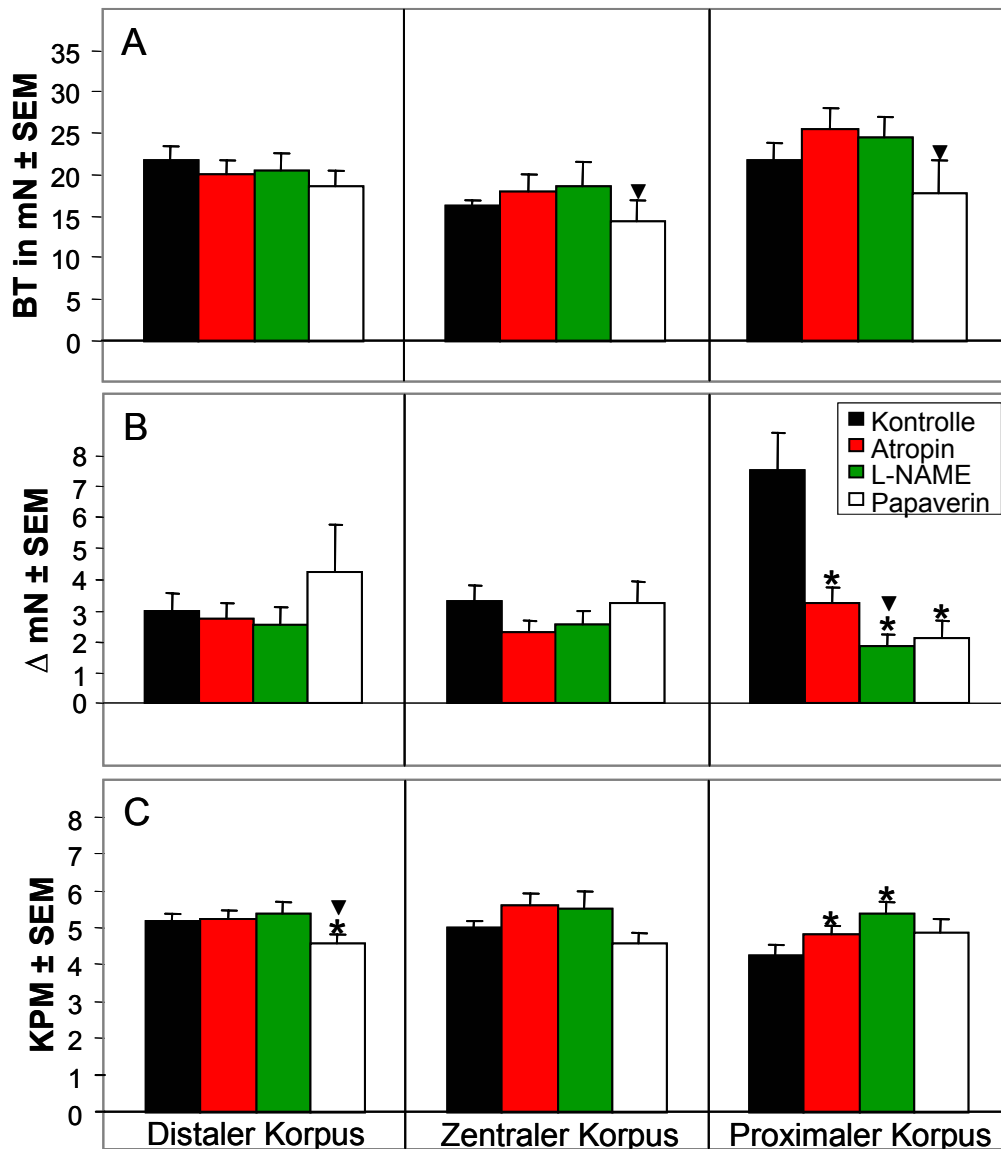 A
BT in mN ± SEM
35
30
25
20
15
10
5
0
▼
▼
B
Δ mN ± SEM
8
7
6
5
4
3
2
1
0
Kontrolle
Atropin
L-NAME
Papaverin
*
▼
*
*
C
KPM ± SEM
8
7
6
5
4
3
2
1
0
▼
*
*
*
Distaler Korpus
Zentraler Korpus
Proximaler Korpus